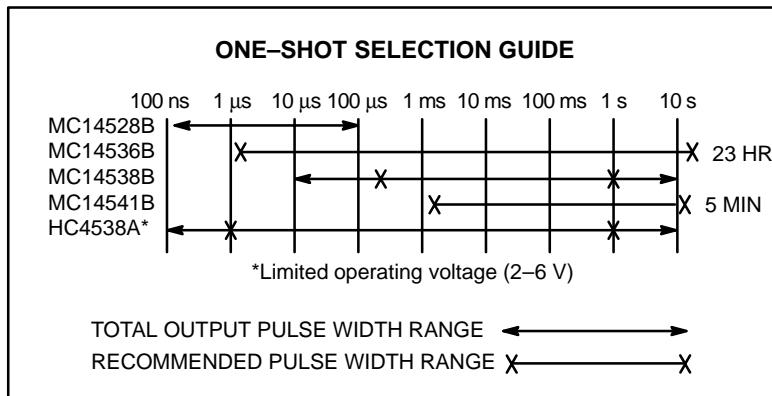 ONE–SHOT SELECTION GUIDE
100 ns 1 µs 10 µs 100 µs 1 ms 10 ms 100 ms 1 s 10 s
MC14528B
MC14536B 23 HR
MC14538B
MC14541B 5 MIN
HC4538A*
*Limited operating voltage (2–6 V)
TOTAL OUTPUT PULSE WIDTH RANGE
RECOMMENDED PULSE WIDTH RANGE